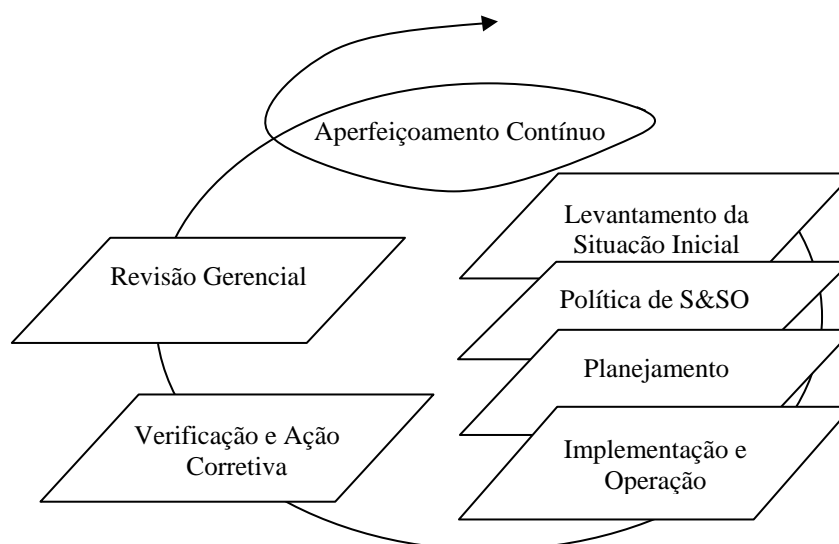 Aperfeiçoamento Contínuo
Levantamento da
Situacão Inicial
Política de S&SO
Planejamento
Implementação e
Operação
Verificação e Ação
Corretiva
Revisão Gerencial